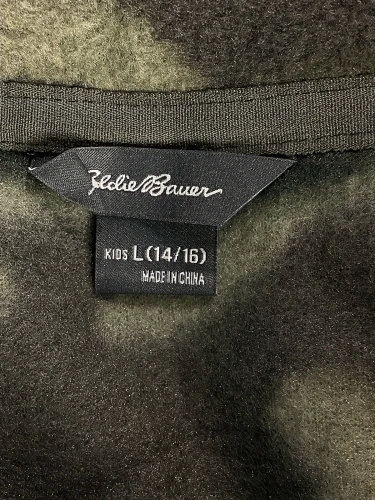 Eddie Bauer
KIDS L (14/16)
MADE IN CHINA